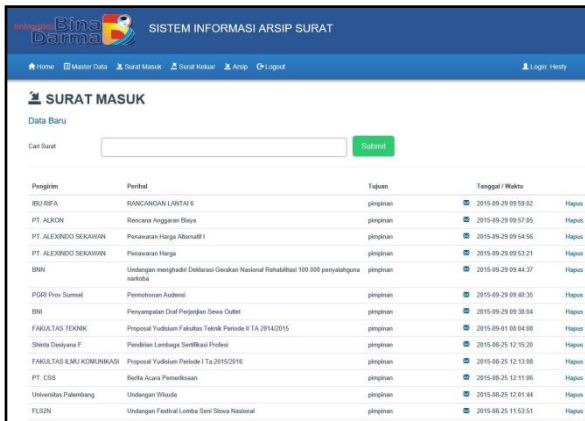 Universitas Bina Darma
SISTEM INFORMASI ARSIP SURAT
Home Master Data Surat Masuk Surat Keluar Arsip Logout Login: Hesty
SURAT MASUK
Data Baru
Cari Surat Submit
Pengirim Perihal Tujuan Tanggal / Waktu
IBU RIFA RANCANGAN LANTAI 6 pimpinan 2015-09-29 09:59:02 Hapus
PT. ALKON Rencana Anggaran Biaya pimpinan 2015-09-29 09:57:05 Hapus
PT. ALEXINDO SEKAWAN Penawaran Harga Alternatif I pimpinan 2015-09-29 09:54:56 Hapus
PT. ALEXINDO SEKAWAN Penawaran Harga pimpinan 2015-09-29 09:53:21 Hapus
BNN Undangan menghadiri Deklarasi Gerakan Nasional Rehabilitasi 100.000 penyalahguna pimpinan 2015-09-29 09:44:37 Hapus
narkoba
PGRI Prov Sumsel Permohonan Audensi pimpinan 2015-09-29 09:40:35 Hapus
BNI Penyampaian Draf Perjanjian Sewa Outlet pimpinan 2015-09-29 09:38:04 Hapus
FAKULTAS TEKNIK Proposal Yudisium Fakultas Teknik Periode II TA 2014/2015 pimpinan 2015-09-01 08:04:08 Hapus
Shinta Desiyana F Pendirian Lembaga Sertifikasi Profesi pimpinan 2015-08-25 12:15:20 Hapus
FAKULTAS ILMU KOMUNIKASI Proposal Yudisium Periode I Ta.2015/2016 pimpinan 2015-08-25 12:13:08 Hapus
PT. CSS Berita Acara Pemeriksaan pimpinan 2015-08-25 12:11:06 Hapus
Universitas Palembang Undangan Wisuda pimpinan 2015-08-25 12:01:44 Hapus
FLS2N Undangan Festival Lomba Seni Siswa Nasional pimpinan 2015-08-25 11:53:51 Hapus